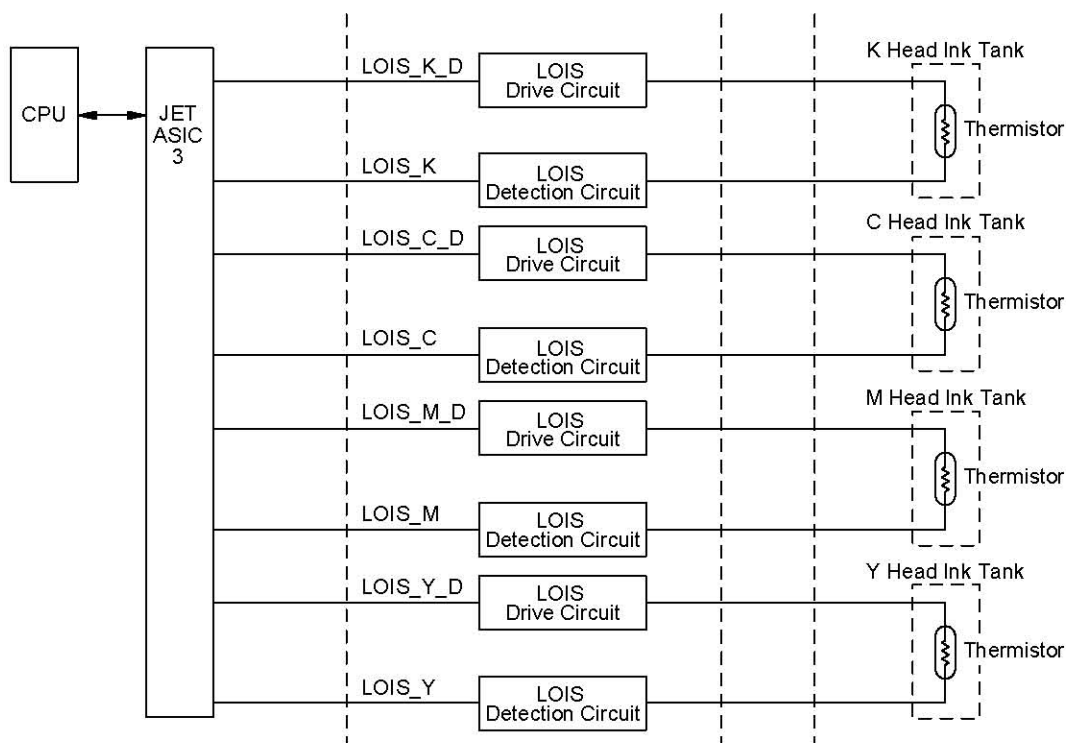 K Head Ink Tank
LOIS_K_D
LOIS
Drive Circuit
CPU
JET
ASIC
3
Thermistor
LOIS_K
LOIS
Detection Circuit
C Head Ink Tank
LOIS_C_D
LOIS
Drive Circuit
Thermistor
LOIS_C
LOIS
Detection Circuit
M Head Ink Tank
LOIS_M_D
LOIS
Drive Circuit
Thermistor
LOIS_M
LOIS
Detection Circuit
Y Head Ink Tank
LOIS_Y_D
LOIS
Drive Circuit
Thermistor
LOIS_Y
LOIS
Detection Circuit